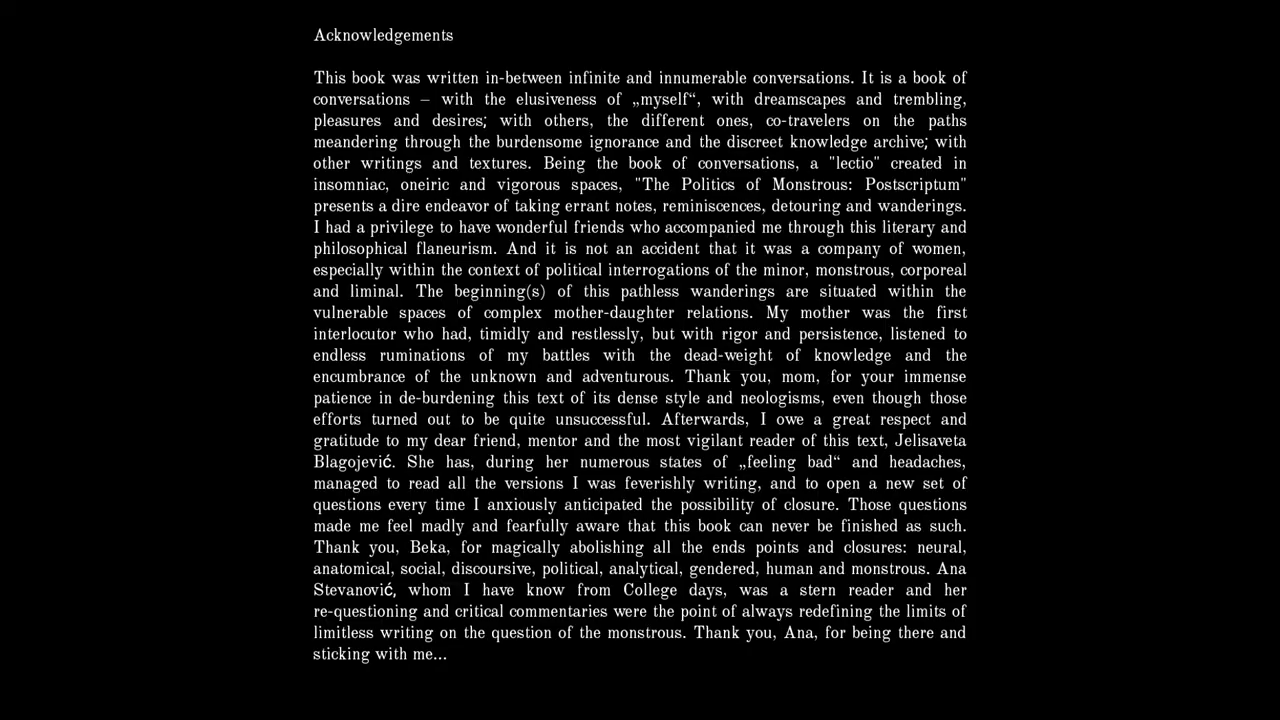 Acknowledgements
This book was written in-between infinite and innumerable conversations. It is a book of
conversations – with the elusiveness of „myself“, with dreamscapes and trembling,
pleasures and desires; with others, the different ones, co-travelers on the paths
meandering through the burdensome ignorance and the discreet knowledge archive; with
other writings and textures. Being the book of conversations, a "lectio" created in
insomniac, oneiric and vigorous spaces, "The Politics of Monstrous: Postscriptum"
presents a dire endeavor of taking errant notes, reminiscences, detouring and wanderings.
I had a privilege to have wonderful friends who accompanied me through this literary and
philosophical flaneurism. And it is not an accident that it was a company of women,
especially within the context of political interrogations of the minor, monstrous, corporeal
and liminal. The beginning(s) of this pathless wanderings are situated within the
vulnerable spaces of complex mother-daughter relations. My mother was the first
interlocutor who had, timidly and restlessly, but with rigor and persistence, listened to
endless ruminations of my battles with the dead-weight of knowledge and the
encumbrance of the unknown and adventurous. Thank you, mom, for your immense
patience in de-burdening this text of its dense style and neologisms, even though those
efforts turned out to be quite unsuccessful. Afterwards, I owe a great respect and
gratitude to my dear friend, mentor and the most vigilant reader of this text, Jelisaveta
Blagojević. She has, during her numerous states of „feeling bad“ and headaches,
managed to read all the versions I was feverishly writing, and to open a new set of
questions every time I anxiously anticipated the possibility of closure. Those questions
made me feel madly and fearfully aware that this book can never be finished as such.
Thank you, Beka, for magically abolishing all the ends points and closures: neural,
anatomical, social, discoursive, political, analytical, gendered, human and monstrous. Ana
Stevanović, whom I have know from College days, was a stern reader and her
re-questioning and critical commentaries were the point of always redefining the limits of
limitless writing on the question of the monstrous. Thank you, Ana, for being there and
sticking with me...